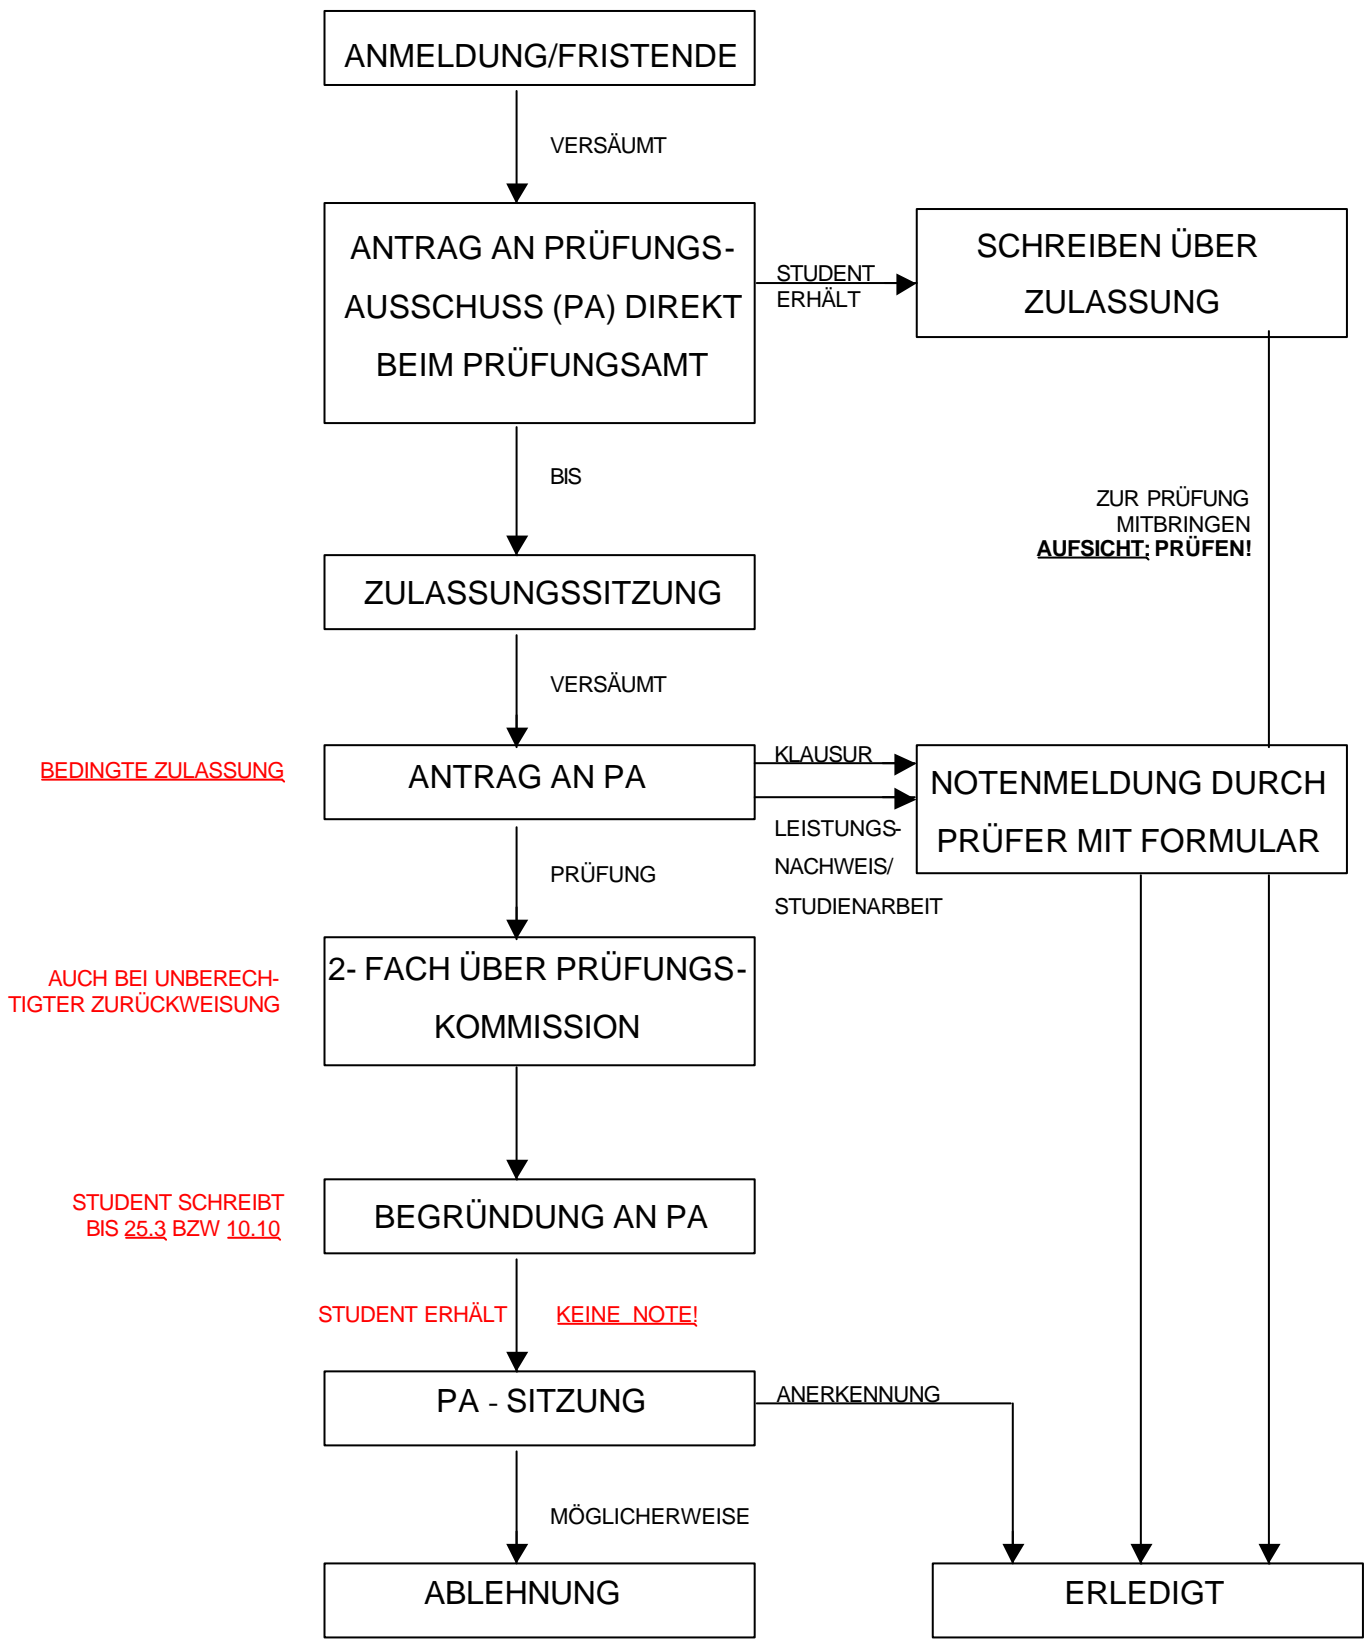 ANMELDUNG/FRISTENDE
VERSÄUMT
ANTRAG AN PRÜFUNGS-
AUSSCHUSS (PA) DIREKT
BEIM PRÜFUNGSAMT
STUDENT
ERHÄLT
SCHREIBEN ÜBER
ZULASSUNG
BIS
ZUR PRÜFUNG
MITBRINGEN
AUFSICHT: PRÜFEN!
ZULASSUNGSSITZUNG
VERSÄUMT
BEDINGTE ZULASSUNG
ANTRAG AN PA
KLAUSUR
LEISTUNGS-
NACHWEIS/
STUDIENARBEIT
NOTENMELDUNG DURCH
PRÜFER MIT FORMULAR
PRÜFUNG
AUCH BEI UNBERECH-
TIGTER ZURÜCKWEISUNG
2- FACH ÜBER PRÜFUNGS-
KOMMISSION
STUDENT SCHREIBT
BIS 25.3 BZW 10.10
BEGRÜNDUNG AN PA
STUDENT ERHÄLT KEINE NOTE!
PA - SITZUNG
ANERKENNUNG
MÖGLICHERWEISE
ABLEHNUNG
ERLEDIGT